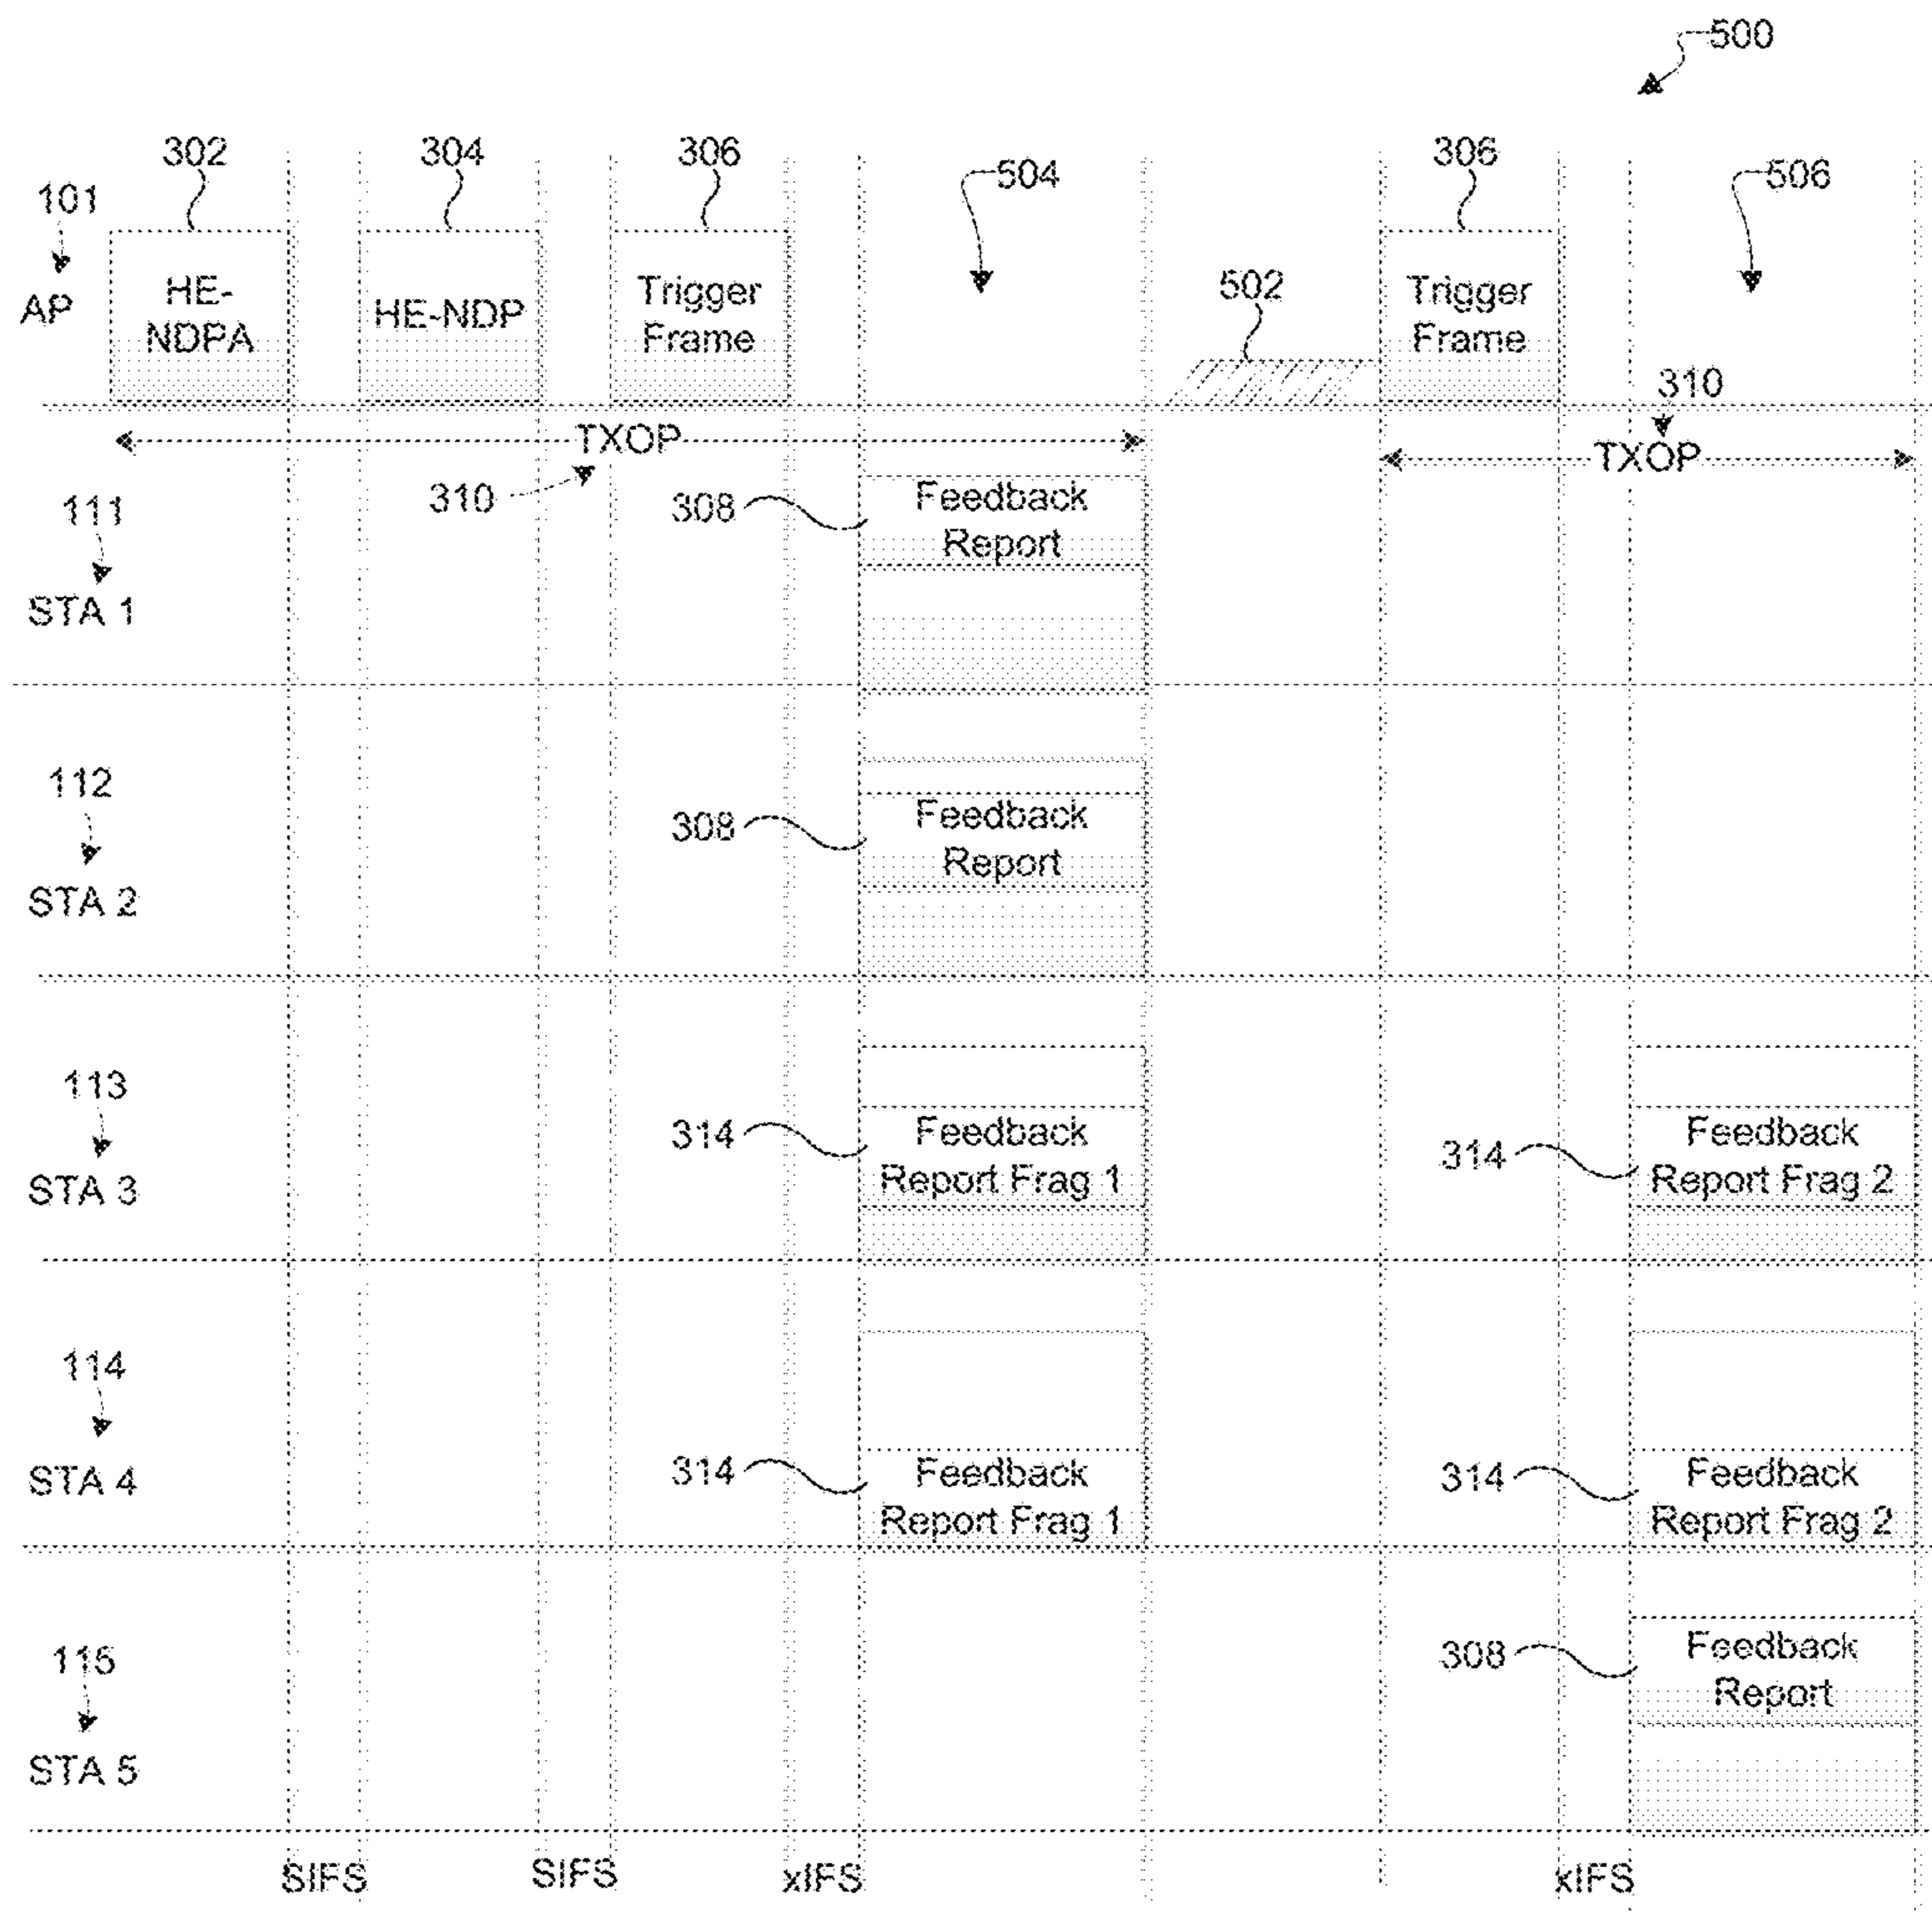 500
302
304
306
504
306
506
101
AP
HE-
NDPA
HE-NDP
Trigger
Frame
502
Trigger
Frame
310
TXOP
TXOP
310
111
STA 1
308
Feedback
Report
112
STA 2
308
Feedback
Report
113
STA 3
314
Feedback
Report Frag 1
314
Feedback
Report Frag 2
114
STA 4
314
Feedback
Report Frag 1
314
Feedback
Report Frag 2
115
STA 5
308
Feedback
Report
SIFS
SIFS
xIFS
xIFS